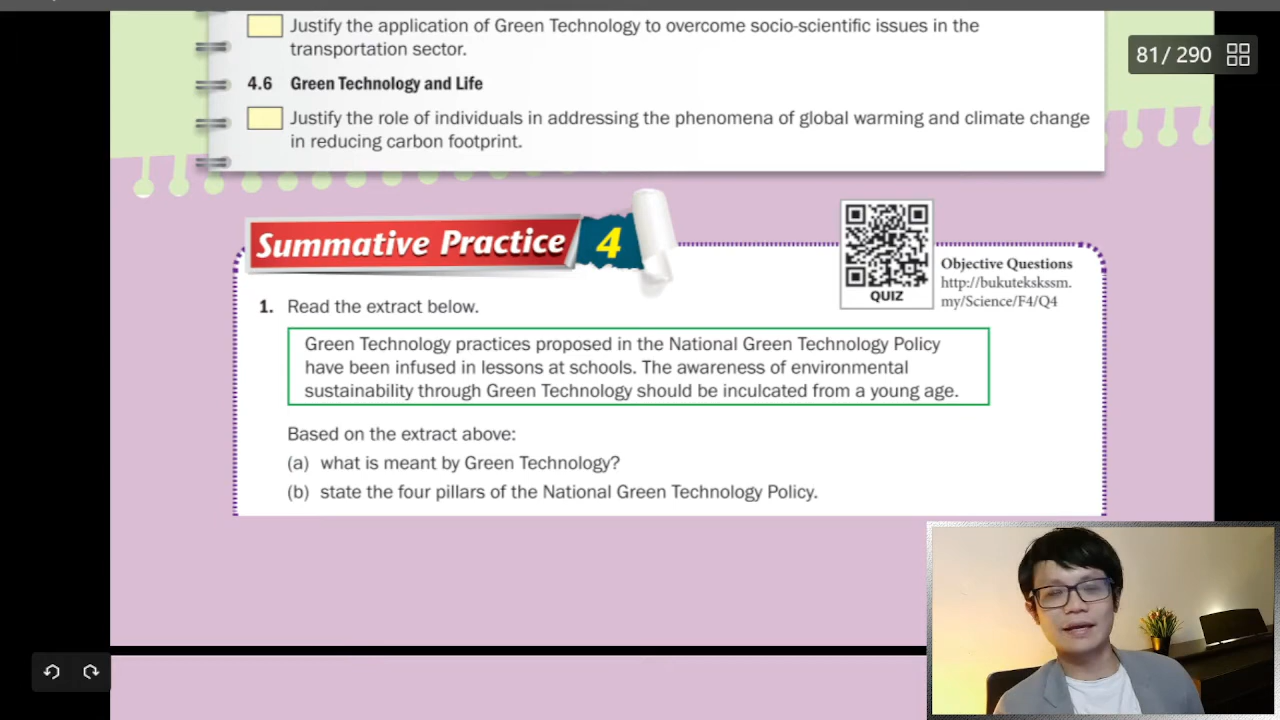 Justify the application of Green Technology to overcome socio-scientific issues in the
transportation sector.
81/ 290
4.6 Green Technology and Life
Justify the role of individuals in addressing the phenomena of global warming and climate change
in reducing carbon footprint.
Summative Practice 4
QUIZ
Objective Questions
http://bukutekskssm.
my/Science/F4/Q4
1. Read the extract below.
Green Technology practices proposed in the National Green Technology Policy
have been infused in lessons at schools. The awareness of environmental
sustainability through Green Technology should be inculcated from a young age.
Based on the extract above:
(a) what is meant by Green Technology?
(b) state the four pillars of the National Green Technology Policy.